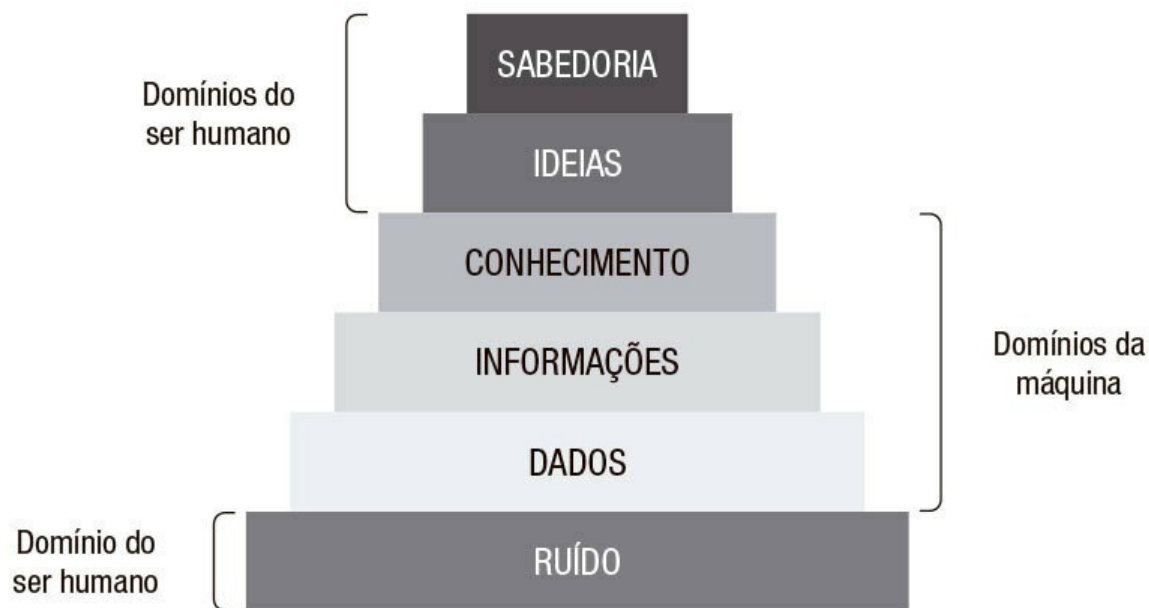 SABEDORIA
Domínios do
ser humano
IDEIAS
CONHECIMENTO
INFORMAÇÕES
Domínios da
máquina
DADOS
Domínio do
ser humano
RUÍDO